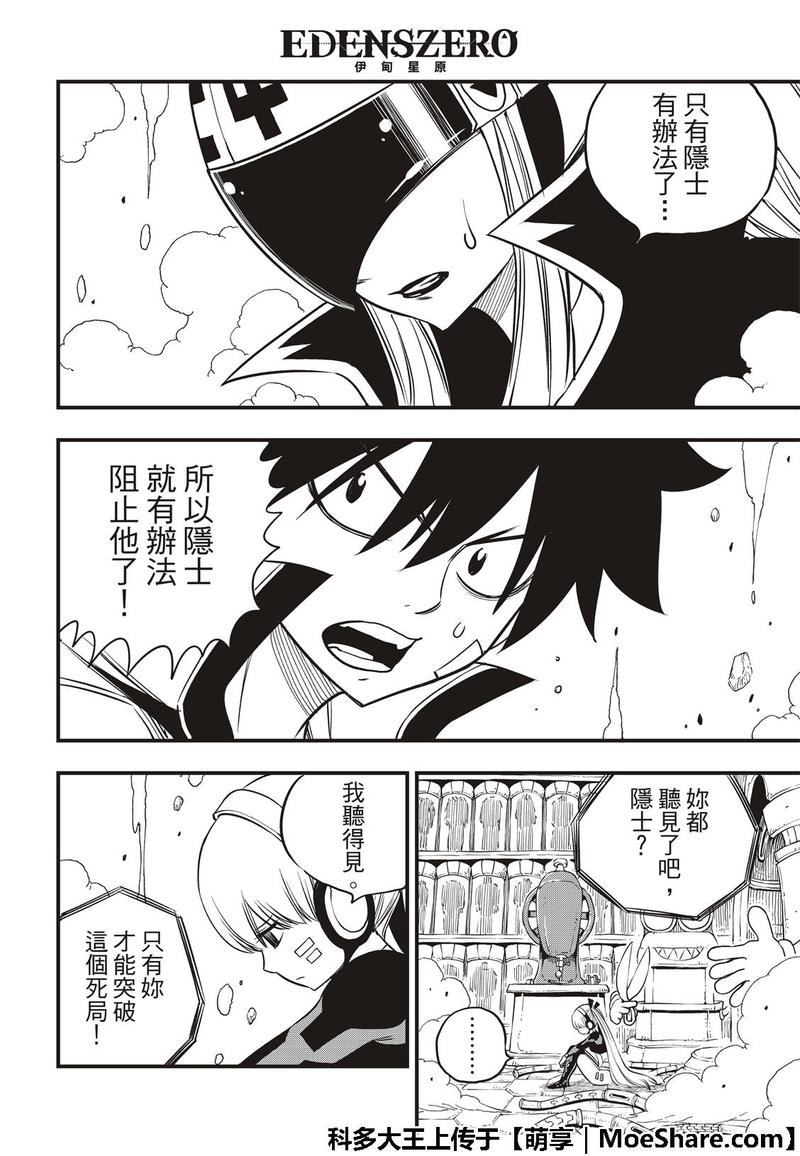 EDENSZERO
伊甸星原
只有隱士
有辦法了…
所以隱士
就有辦法
阻止他了！
妳都
聽見了吧，
隱士？
……
我聽得見。
只有妳
才能突破
這個死局！
科多大王上传于【萌享｜MoeShare.com】